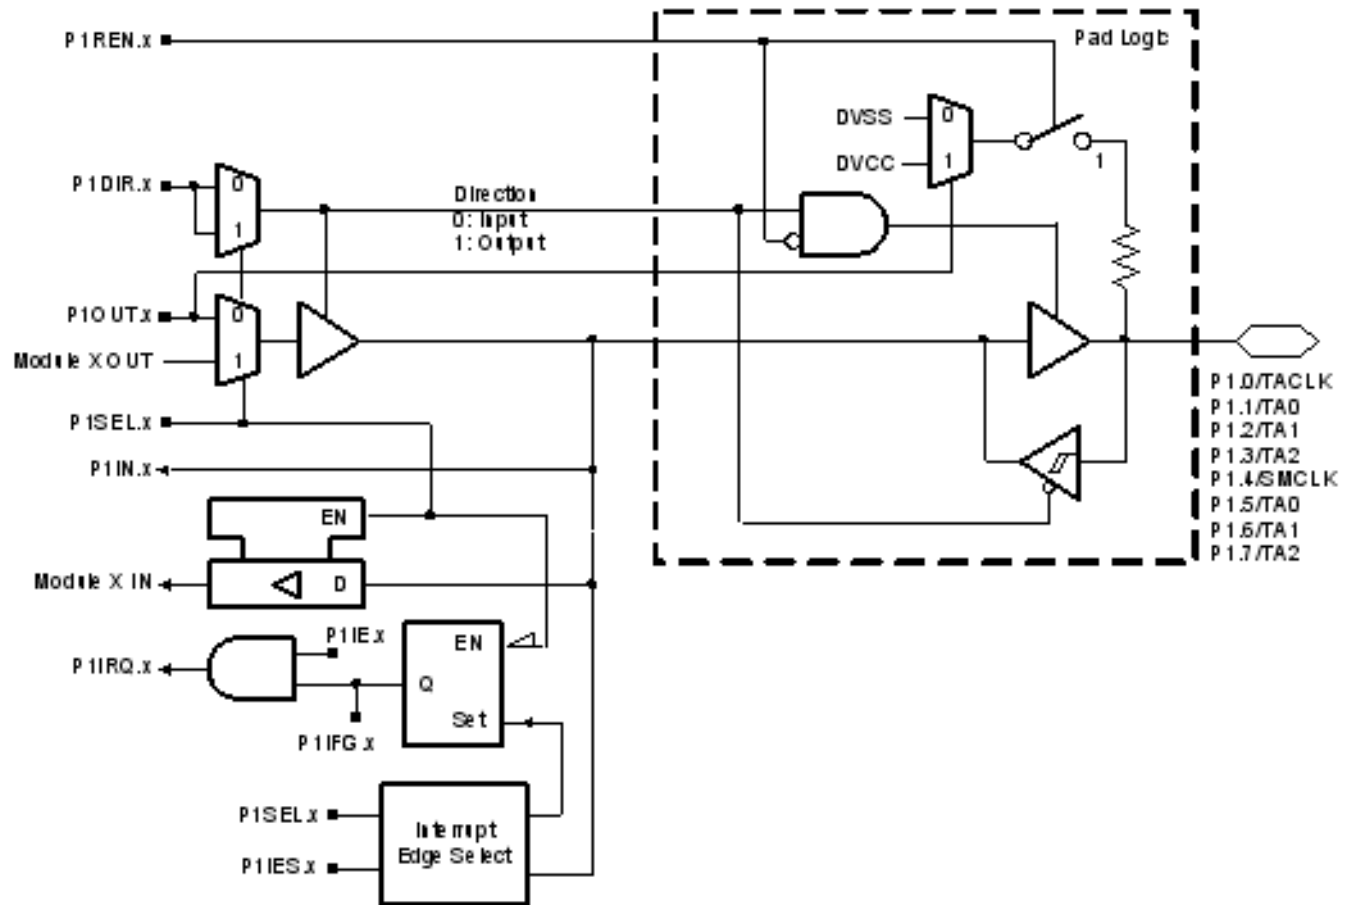 P1REN.x
Pad Logic
DVSS
0
DVCC
1
1
P1DIR.x
0
1
Direction
0: Input
1: Output
P1OUT.x
0
Module X OUT
1
P1SEL.x
P1IN.x
EN
Module X IN
D
P1IE.x
P1IRQ.x
EN
Q
Set
P1IFG.x
P1SEL.x
Interrupt
Edge Select
P1IES.x
P1.0/TACLK
P1.1/TA0
P1.2/TA1
P1.3/TA2
P1.4/SMCLK
P1.5/TA0
P1.6/TA1
P1.7/TA2